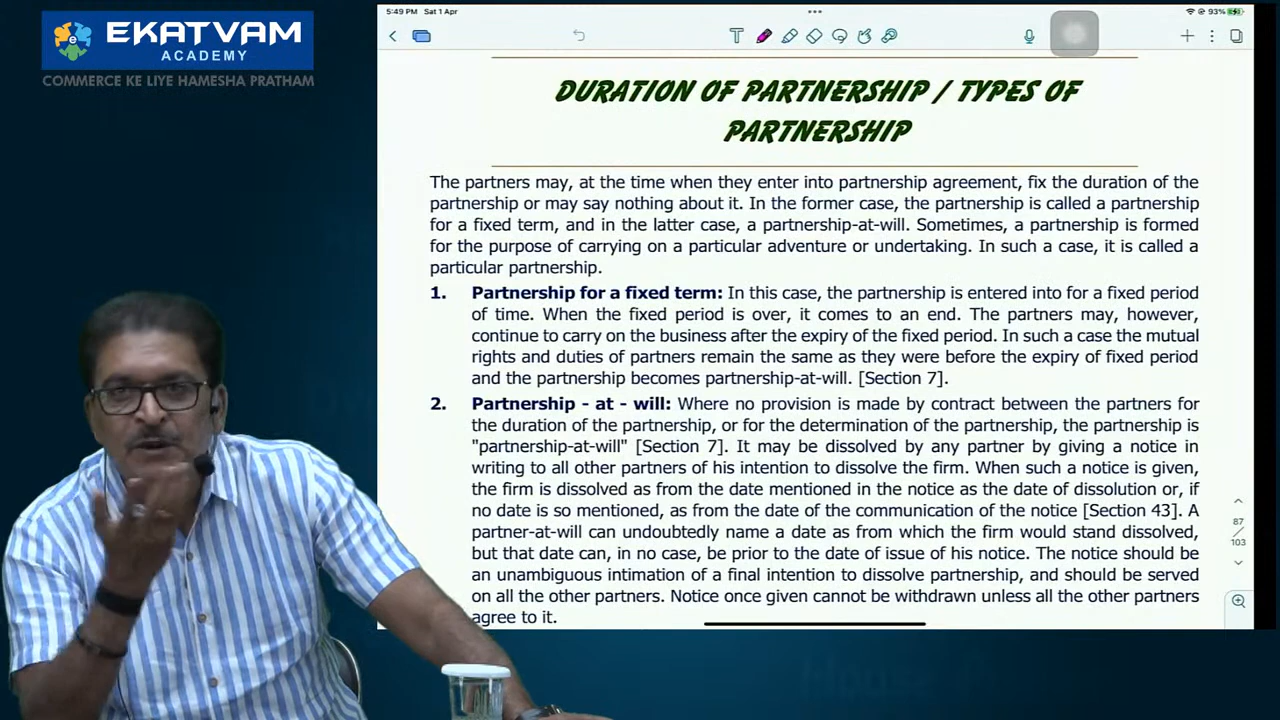 EKATVAM
ACADEMY
COMMERCE KE LIYE HAMESHA PRATHAM
5:49 PM Sat 1 Apr
93%
DURATION OF PARTNERSHIP / TYPES OF
PARTNERSHIP
The partners may, at the time when they enter into partnership agreement, fix the duration of the
partnership or may say nothing about it. In the former case, the partnership is called a partnership
for a fixed term, and in the latter case, a partnership-at-will. Sometimes, a partnership is formed
for the purpose of carrying on a particular adventure or undertaking. In such a case, it is called a
particular partnership.
1. Partnership for a fixed term: In this case, the partnership is entered into for a fixed period
of time. When the fixed period is over, it comes to an end. The partners may, however,
continue to carry on the business after the expiry of the fixed period. In such a case the mutual
rights and duties of partners remain the same as they were before the expiry of fixed period
and the partnership becomes partnership-at-will. [Section 7].
2. Partnership - at - will: Where no provision is made by contract between the partners for
the duration of the partnership, or for the determination of the partnership, the partnership is
"partnership-at-will" [Section 7]. It may be dissolved by any partner by giving a notice in
writing to all other partners of his intention to dissolve the firm. When such a notice is given,
the firm is dissolved as from the date mentioned in the notice as the date of dissolution or, if
no date is so mentioned, as from the date of the communication of the notice [Section 43]. A
partner-at-will can undoubtedly name a date as from which the firm would stand dissolved,
but that date can, in no case, be prior to the date of issue of his notice. The notice should be
an unambiguous intimation of a final intention to dissolve partnership, and should be served
on all the other partners. Notice once given cannot be withdrawn unless all the other partners
agree to it.
87
/
103